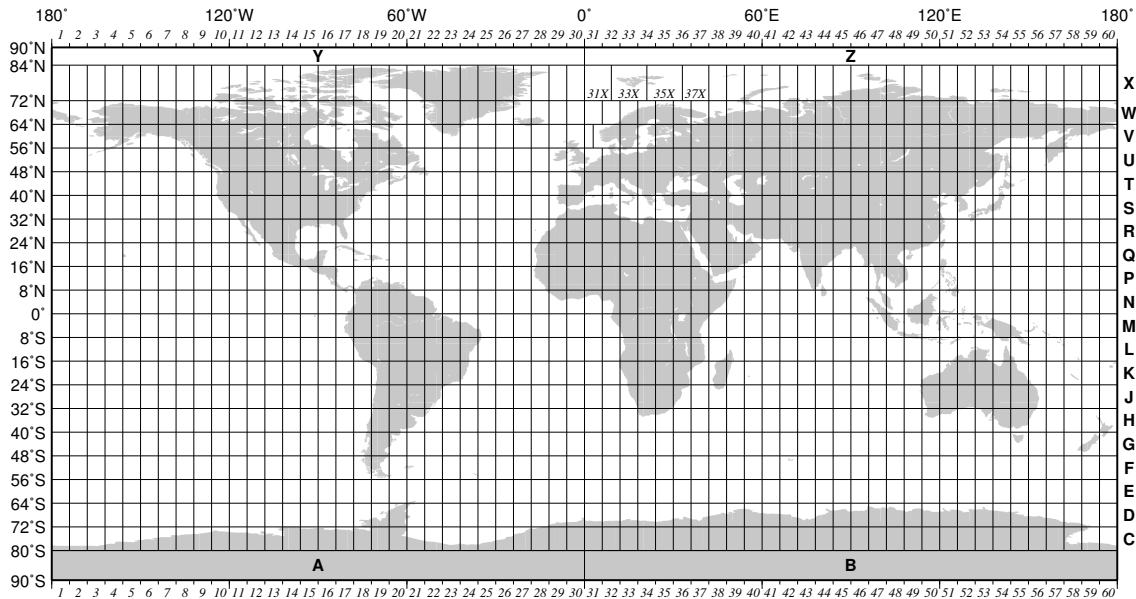 180˚ 120˚W 60˚W 0˚ 60˚E 120˚E 180˚
1 2 3 4 5 6 7 8 9 10 11 12 13 14 15 16 17 18 19 20 21 22 23 24 25 26 27 28 29 30 31 32 33 34 35 36 37 38 39 40 41 42 43 44 45 46 47 48 49 50 51 52 53 54 55 56 57 58 59 60
90˚N
Y Z
84˚N
X
31X 33X 35X 37X
72˚N
W
64˚N
V
56˚N
U
48˚N
T
40˚N
S
32˚N
R
24˚N
Q
16˚N
P
8˚N
N
0˚
M
8˚S
L
16˚S
K
24˚S
J
32˚S
H
40˚S
G
48˚S
F
56˚S
E
64˚S
D
72˚S
C
80˚S
A B
90˚S
1 2 3 4 5 6 7 8 9 10 11 12 13 14 15 16 17 18 19 20 21 22 23 24 25 26 27 28 29 30 31 32 33 34 35 36 37 38 39 40 41 42 43 44 45 46 47 48 49 50 51 52 53 54 55 56 57 58 59 60